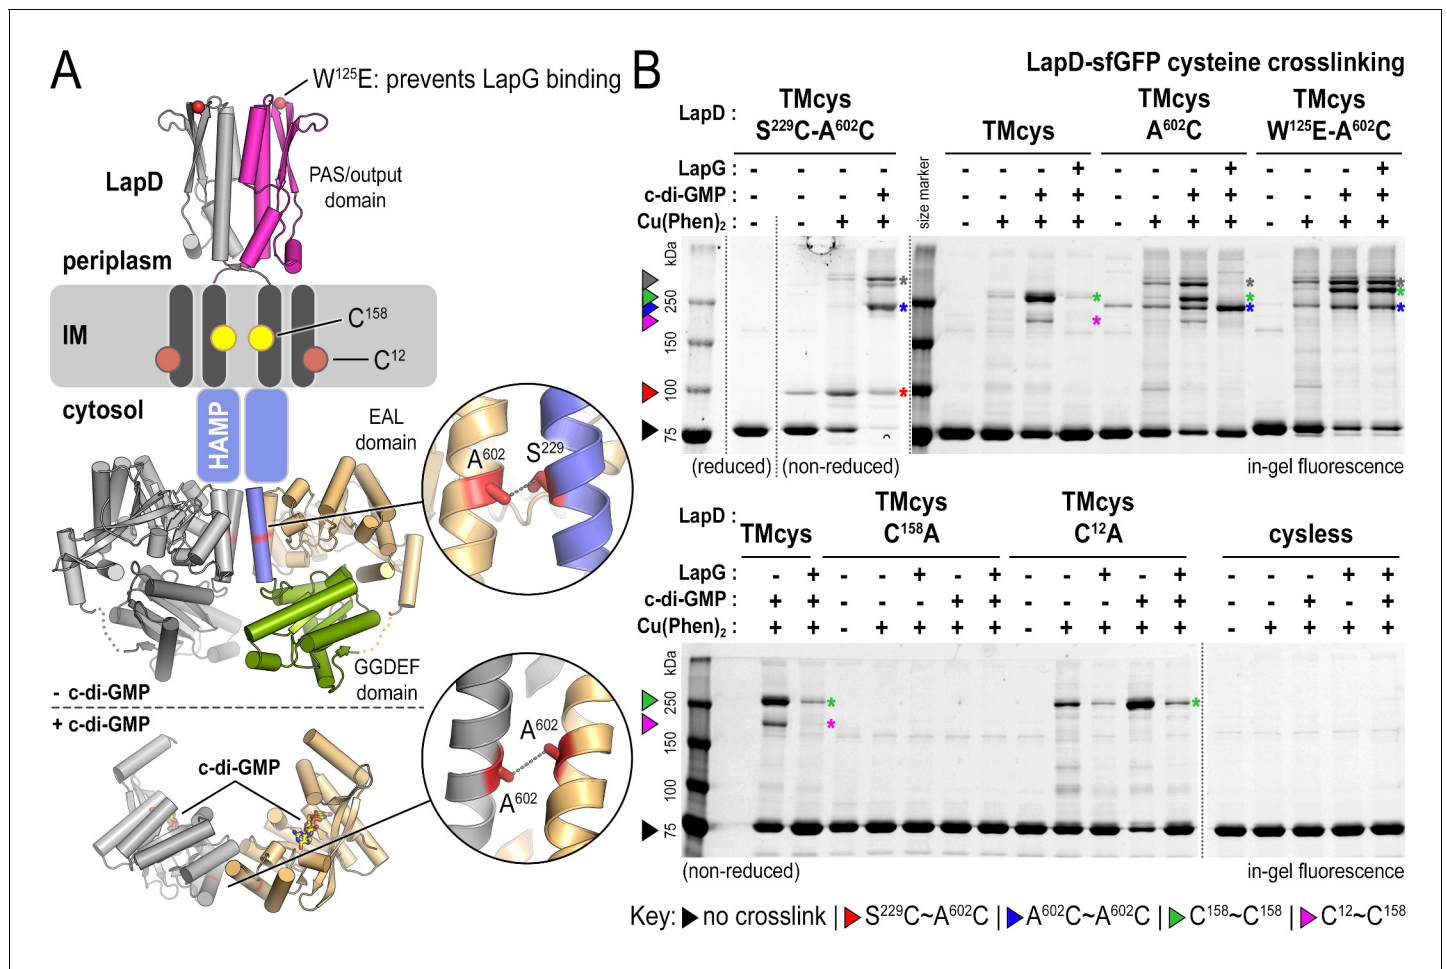 A
W¹²⁵E: prevents LapG binding
LapD
PAS/output
domain
periplasm
IM
C¹⁵⁸
C¹²
cytosol
HAMP
EAL
domain
A⁶⁰²
S²²⁹
GGDEF
domain
- c-di-GMP
+ c-di-GMP
c-di-GMP
A⁶⁰²
A⁶⁰²
B
LapD-sfGFP cysteine crosslinking
LapD :
TMcys
S²²⁹C-A⁶⁰²C
TMcys
TMcys
A⁶⁰²C
TMcys
W¹²⁵E-A⁶⁰²C
LapG : - - - - - - - + - - - + - - - +
c-di-GMP : - - - + - - + + - - + + - - + +
Cu(Phen)₂ : - - + + - + + + - + + + - + + +
size marker
kDa
250
150
100
75
* * * * * * * * * *
(reduced)
(non-reduced)
in-gel fluorescence
LapD :
TMcys
TMcys
C¹⁵⁸A
TMcys
C¹²A
cysless
LapG : - + - - + - + - - + - + - - - + +
c-di-GMP : + + - - - + + - - - + + - - + - +
Cu(Phen)₂ : + + - + + + + - + + + + - + + + +
kDa
250
150
100
75
* * *
(non-reduced)
in-gel fluorescence
Key: no crosslink | S²²⁹C~A⁶⁰²C | A⁶⁰²C~A⁶⁰²C | C¹⁵⁸~C¹⁵⁸ | C¹²~C¹⁵⁸